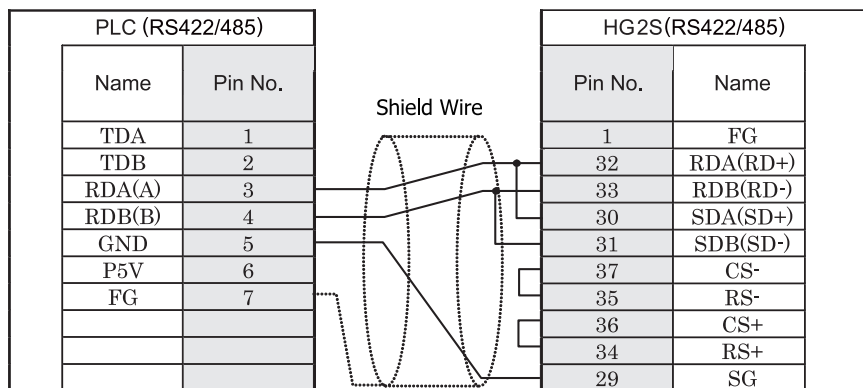 PLC (RS422/485) HG2S(RS422/485)
Name Pin No. Pin No. Name
Shield Wire
TDA 1 1 FG
TDB 2 32 RDA(RD+)
RDA(A) 3 33 RDB(RD-)
RDB(B) 4 30 SDA(SD+)
GND 5 31 SDB(SD-)
P5V 6 37 CS-
FG 7 35 RS-
36 CS+
34 RS+
29 SG